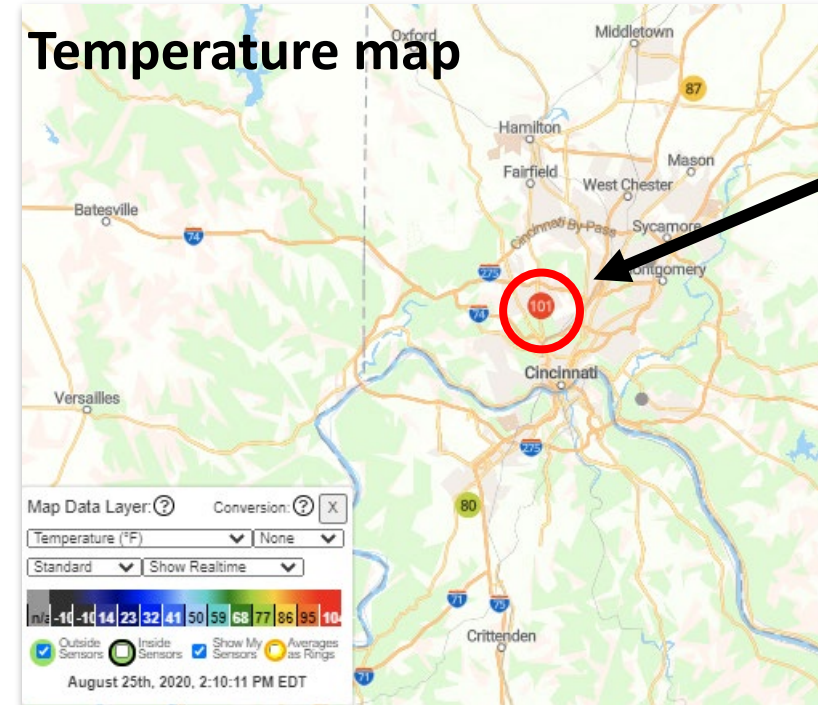 Temperature map
Oxford
Middletown
87
Hamilton
Fairfield
Mason
West Chester
Batesville
74
Cincinnati By-Pass
Sycamore
275
ontgomery
101
74
Cincinnati
Versailles
275
80
71
75
Crittenden
71
Map Data Layer: ? Conversion: ? X
Temperature (°F) None
Standard Show Realtime
n/a -10 14 23 32 41 50 59 68 77 86 95
Outside Sensors Inside Sensors Show My Sensors Averages as Rings
August 25th, 2020, 2:10:11 PM EDT